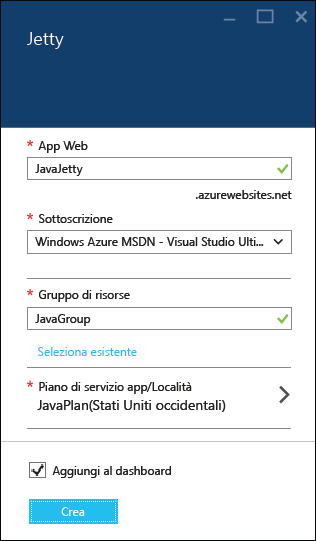 Jetty
* App Web
JavaJetty
.azurewebsites.net
* Sottoscrizione
Windows Azure MSDN - Visual Studio Ulti...
* Gruppo di risorse
JavaGroup
Seleziona esistente
* Piano di servizio app/Località
JavaPlan(Stati Uniti occidentali)
Aggiungi al dashboard
Crea